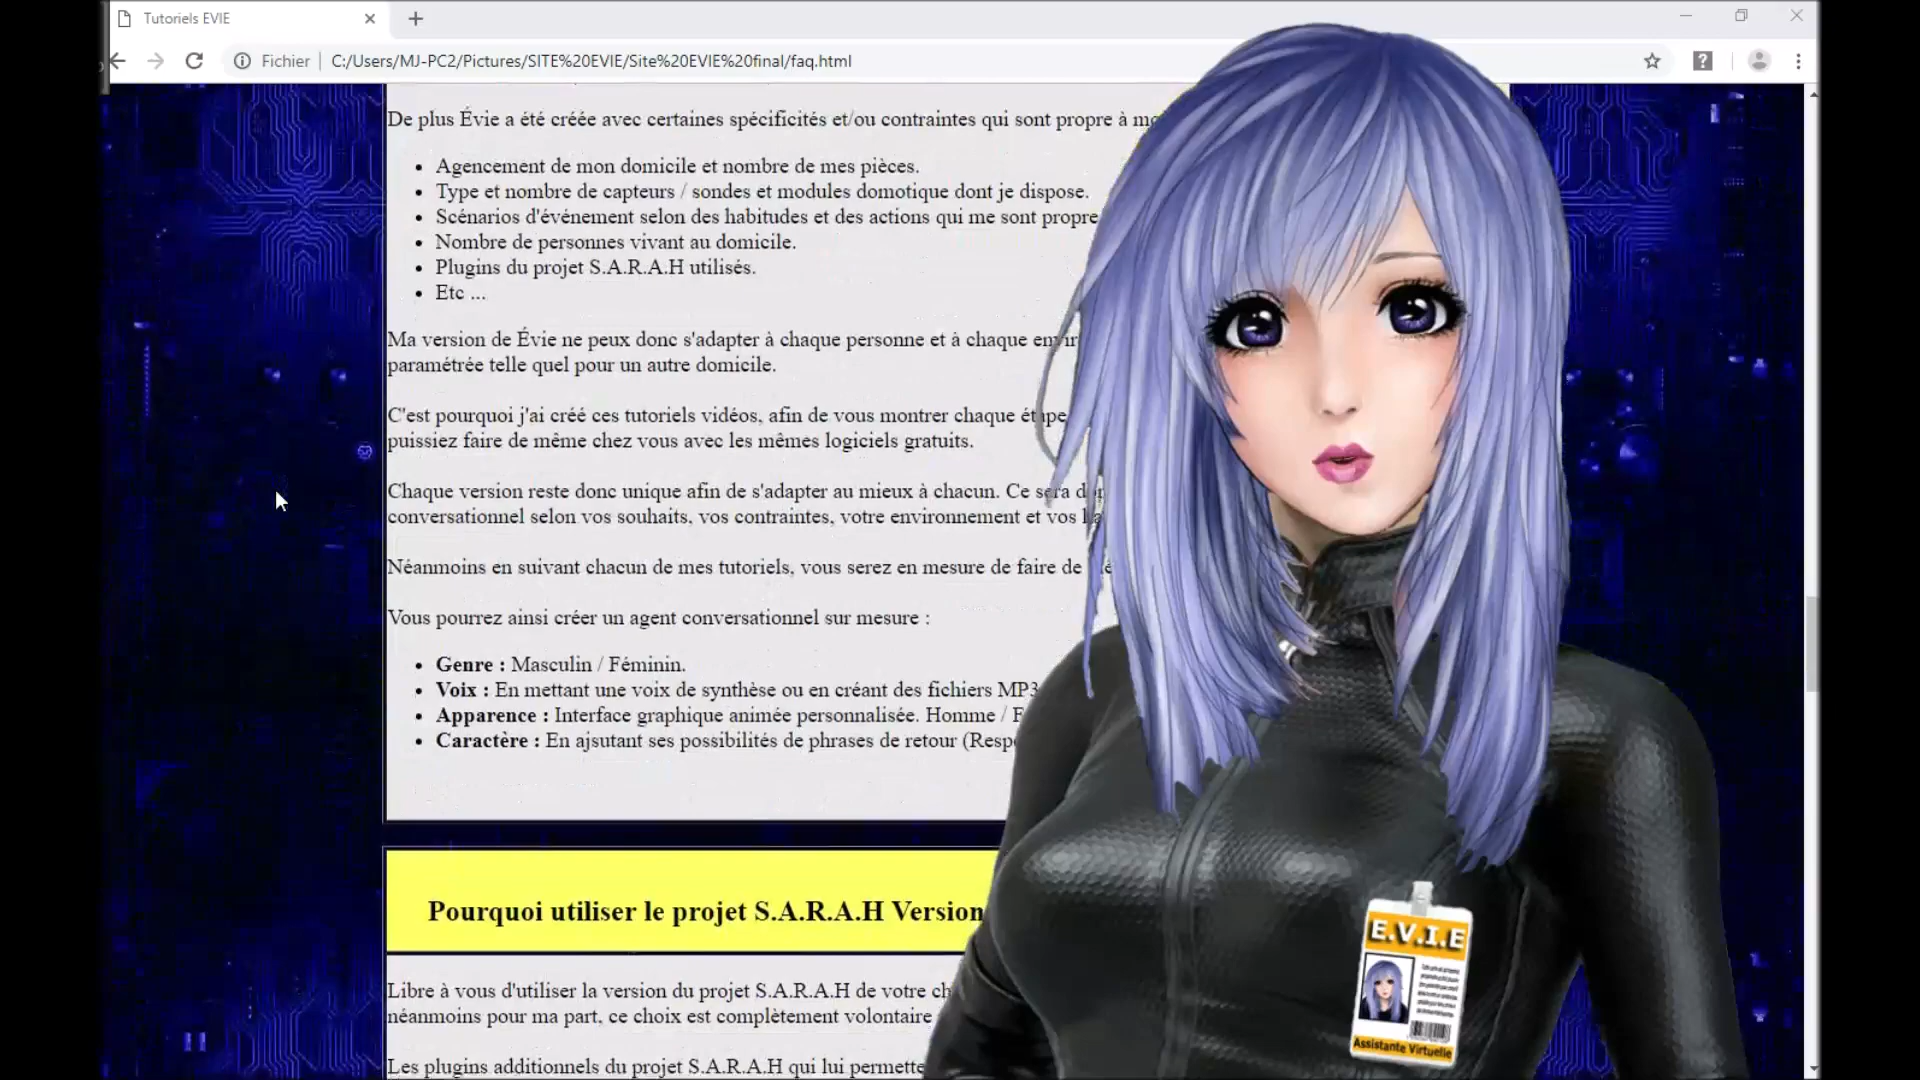 Tutoriels EVIE
Fichier
C:/Users/MJ-PC2/Pictures/SITE%20EVIE/Site%20EVIE%20final/faq.html
De plus Évie a été créée avec certaines spécificités et/ou contraintes qui sont propre à
Agencement de mon domicile et nombre de mes pièces.
Type et nombre de capteurs / sondes et modules domotique dont je dispose.
Scénarios d'événement selon des habitudes et des actions qui me sont propre
Nombre de personnes vivant au domicile.
Plugins du projet S.A.R.A.H utilisés.
Etc ...
Ma version de Évie ne peux donc s'adapter à chaque personne et à chaque
paramétrée telle quel pour un autre domicile.
C'est pourquoi j'ai créé ces tutoriels vidéos, afin de vous montrer chaque étape
puissiez faire de même chez vous avec les mêmes logiciels gratuits.
Chaque version reste donc unique afin de s'adapter au mieux à chacun. Ce sera
conversationnel selon vos souhaits, vos contraintes, votre environnement et vos
Néanmoins en suivant chacun de mes tutoriels, vous serez en mesure de faire de
Vous pourrez ainsi créer un agent conversationnel sur mesure :
Genre : Masculin / Féminin.
Voix : En mettant une voix de synthèse ou en créant des fichiers MP3
Apparence : Interface graphique animée personnalisée. Homme / F
Caractère : En ajsutant ses possibilités de phrases de retour (Resp
Pourquoi utiliser le projet S.A.R.A.H Version
Libre à vous d'utiliser la version du projet S.A.R.A.H de votre
néanmoins pour ma part, ce choix est complètement volontaire
Les plugins additionnels du projet S.A.R.A.H qui lui permette
E.V.I.E
Assistante Virtuelle